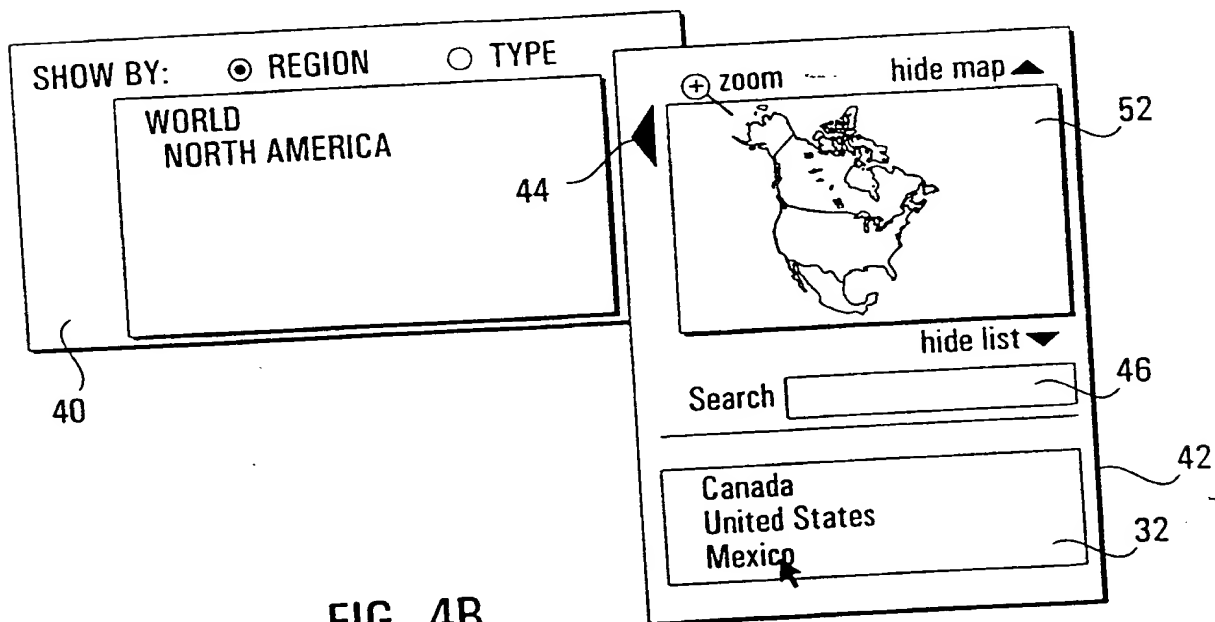 SHOW BY: REGION TYPE
WORLD
NORTH AMERICA
zoom hide map
52
44
hide list
Search
46
40
42
Canada
United States
Mexico
32
FIG. 4B